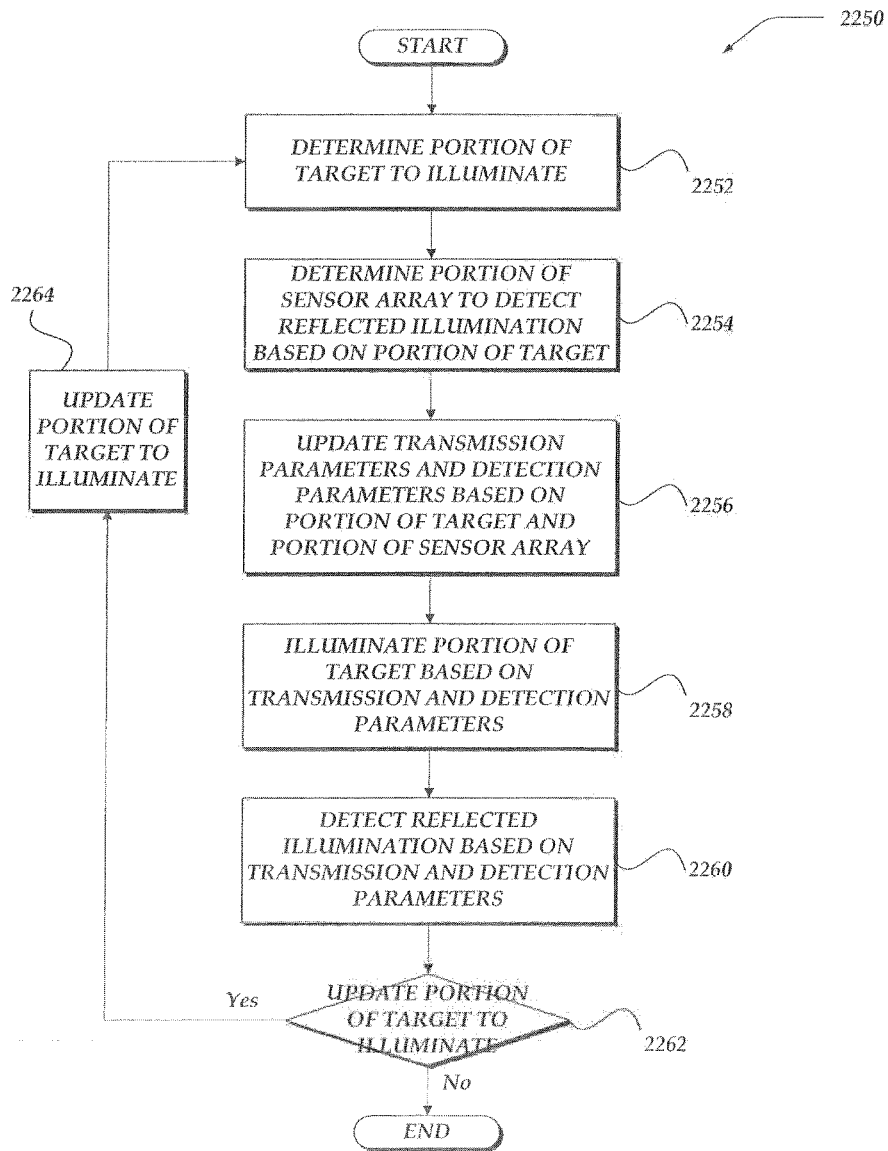 2250
START
DETERMINE PORTION OF
TARGET TO ILLUMINATE
2252
DETERMINE PORTION OF
SENSOR ARRAY TO DETECT
REFLECTED ILLUMINATION
BASED ON PORTION OF TARGET
2254
2264
UPDATE
PORTION OF
TARGET TO
ILLUMINATE
UPDATE TRANSMISSION
PARAMETERS AND DETECTION
PARAMETERS BASED ON
PORTION OF TARGET AND
PORTION OF SENSOR ARRAY
2256
ILLUMINATE PORTION OF
TARGET BASED ON
TRANSMISSION AND DETECTION
PARAMETERS
2258
DETECT REFLECTED
ILLUMINATION BASED ON
TRANSMISSION AND DETECTION
PARAMETERS
2260
Yes
UPDATE PORTION
OF TARGET TO
ILLUMINATE
2262
No
END